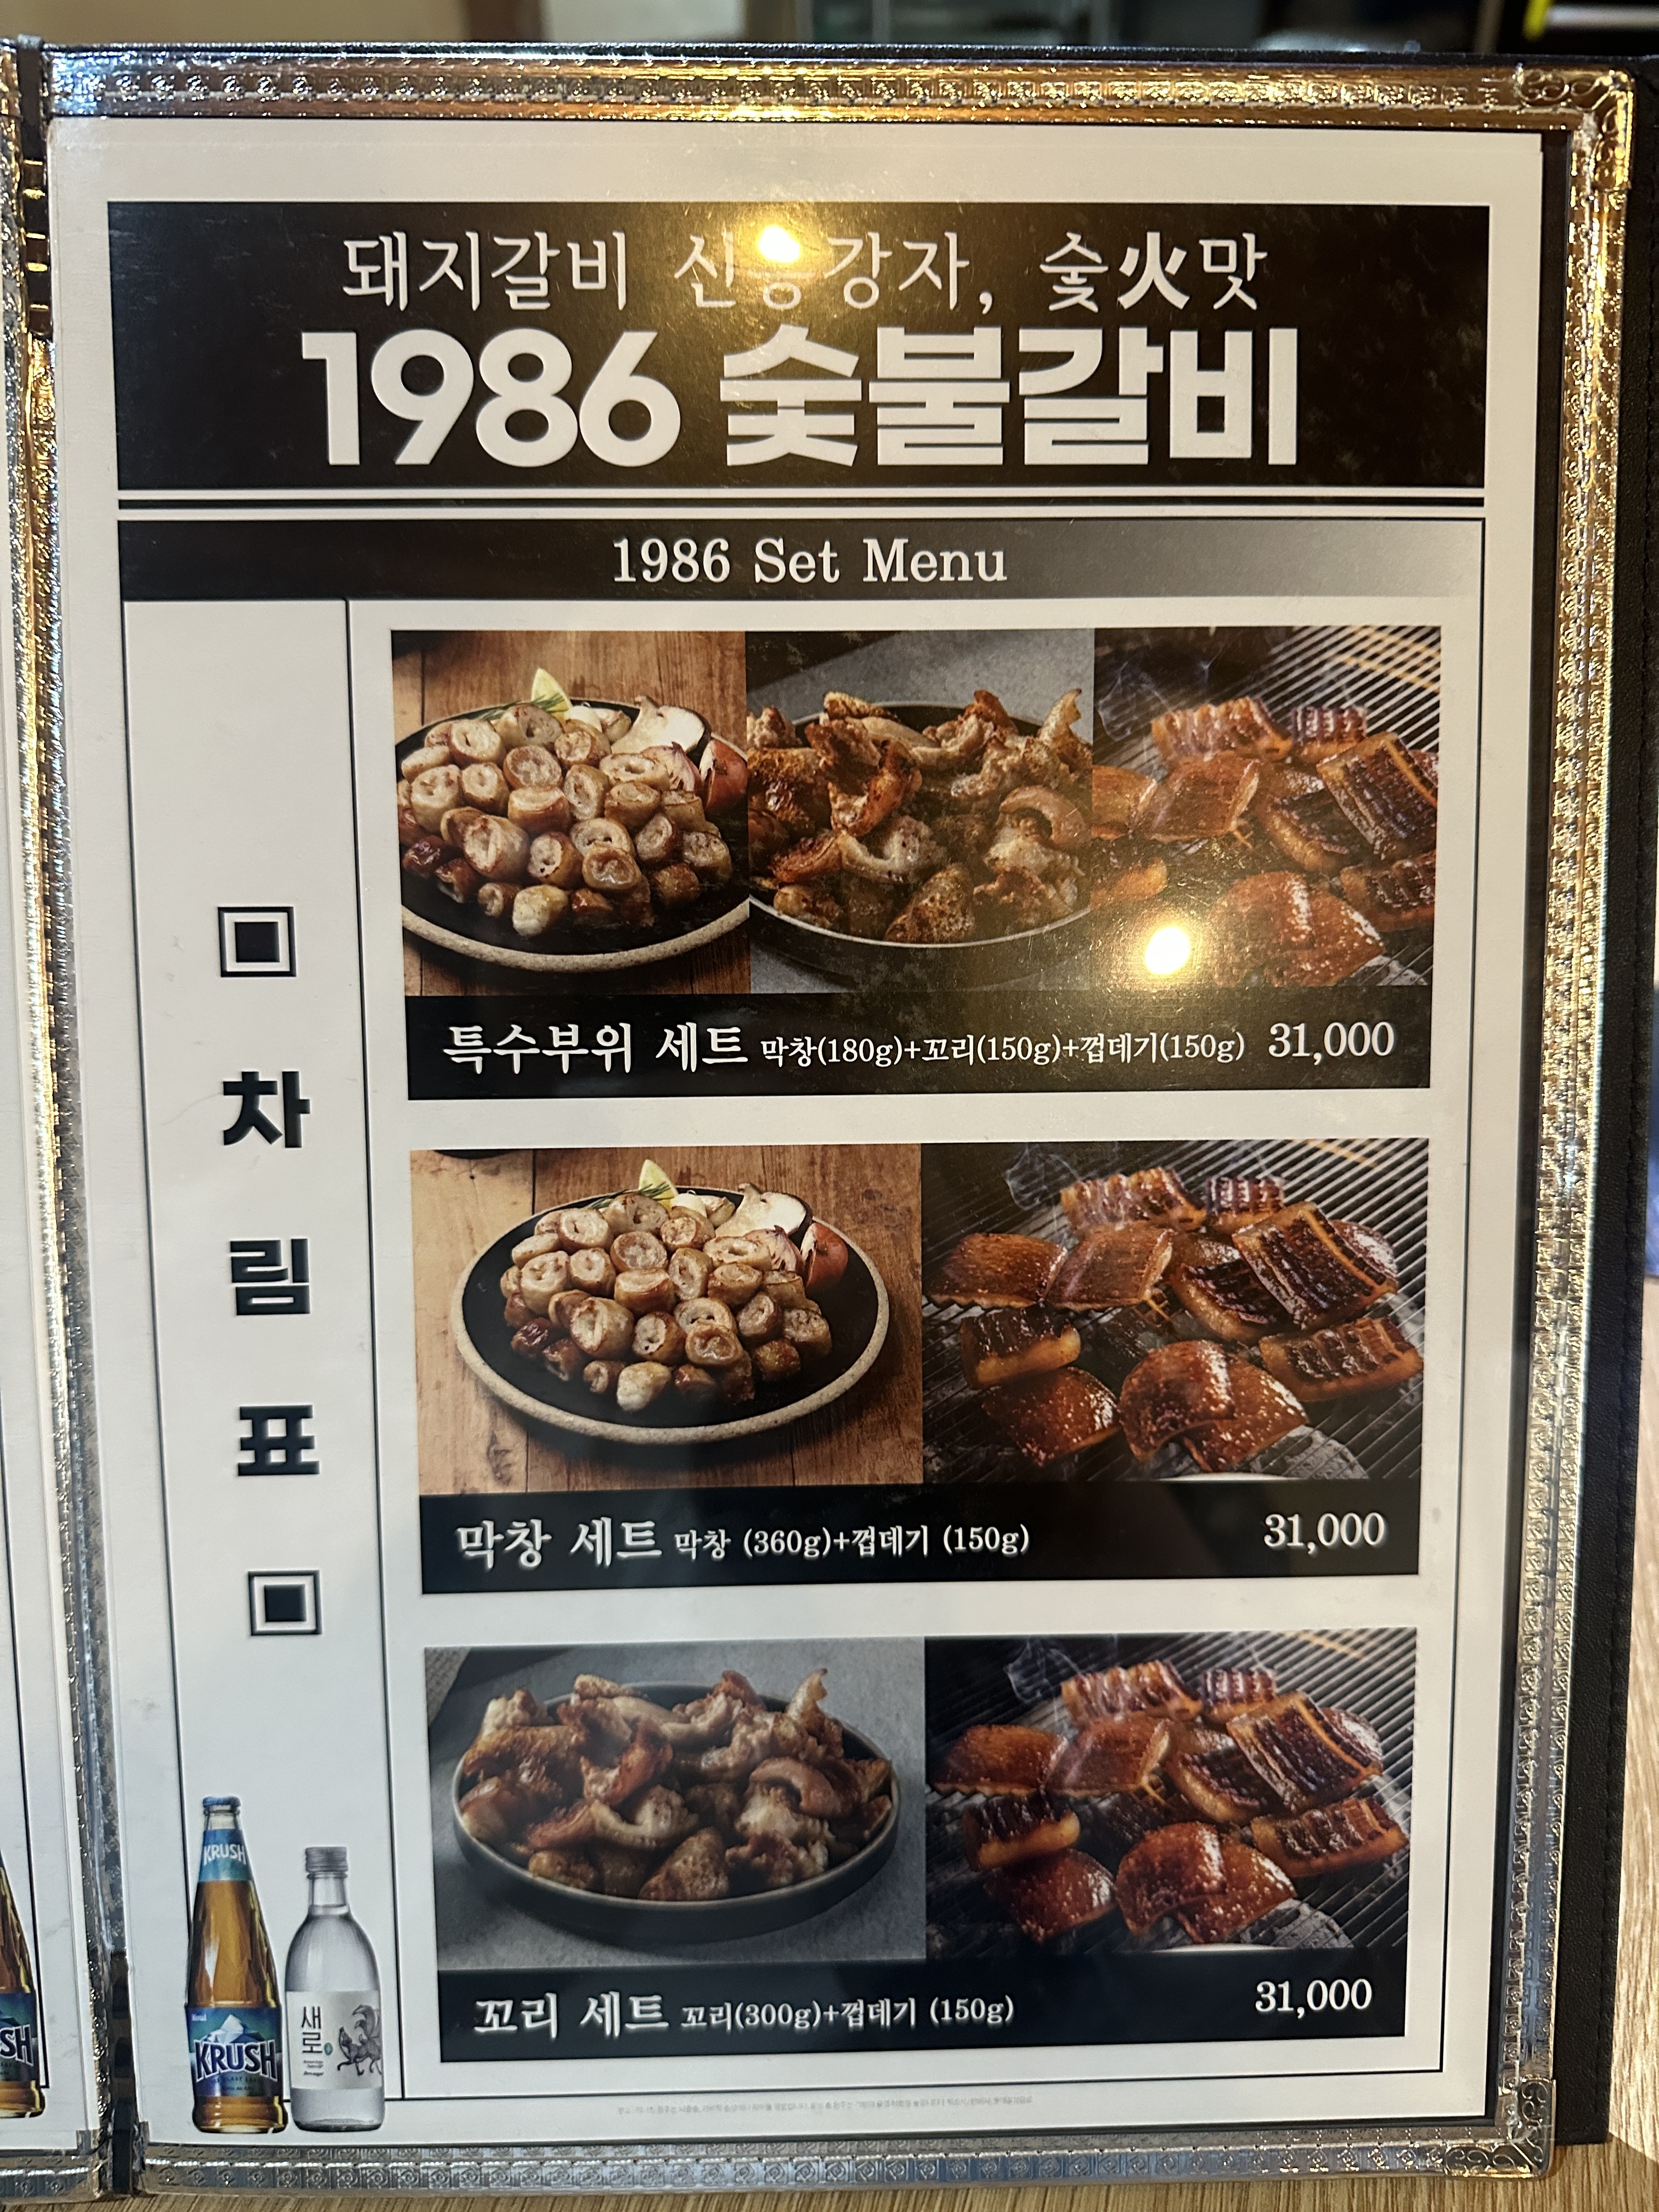 돼지갈비 신흥강자, 숯火맛
1986 숯불갈비
1986 Set Menu
차림표
특수부위 세트 막창(180g)+꼬리(150g)+껍데기(150g) 31,000
막창 세트 막창 (360g)+껍데기 (150g) 31,000
꼬리 세트 꼬리(300g)+껍데기 (150g) 31,000
KRUSH
KRUSH
새로
SH